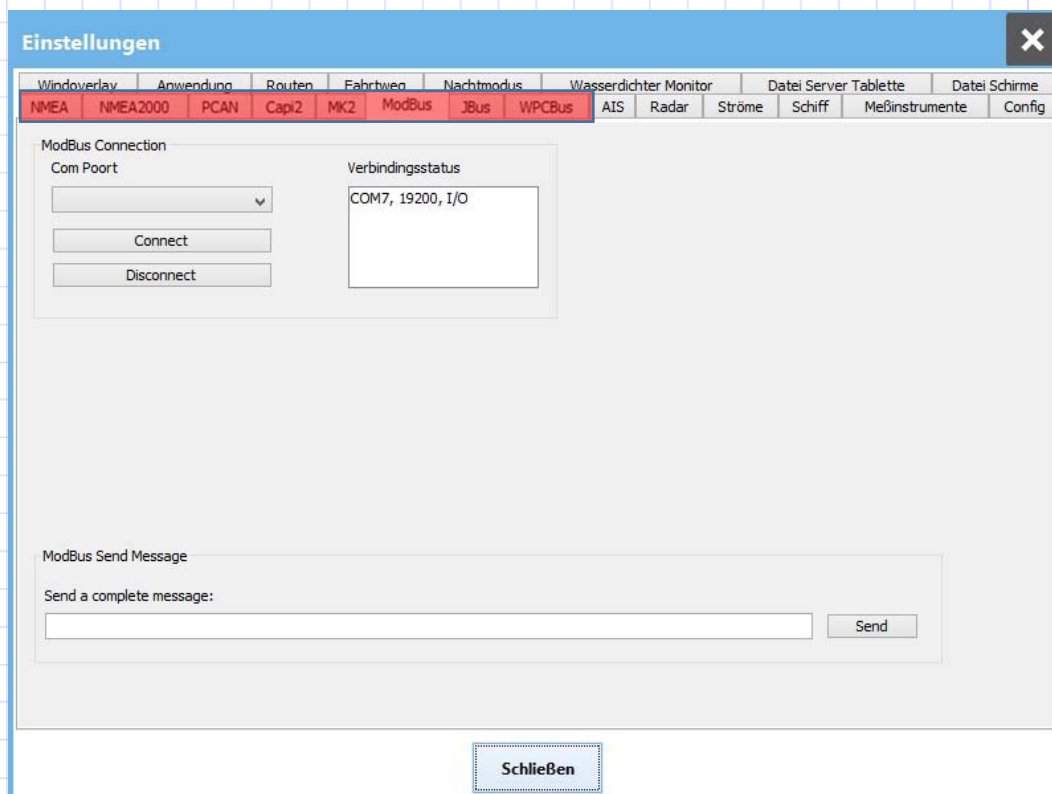 Einstellungen
Windoverlay Anwendung Routen Fahrtweg Nachtmodus Wasserdichter Monitor Datei Server Tablette Datei Schirme
NMEA NMEA2000 PCAN Capi2 MK2 ModBus JBus WPCBus AIS Radar Ströme Schiff Meßinstrumente Config
ModBus Connection
Com Poort Verbindingsstatus
COM7, 19200, I/O
Connect
Disconnect
ModBus Send Message
Send a complete message:
Send
Schließen